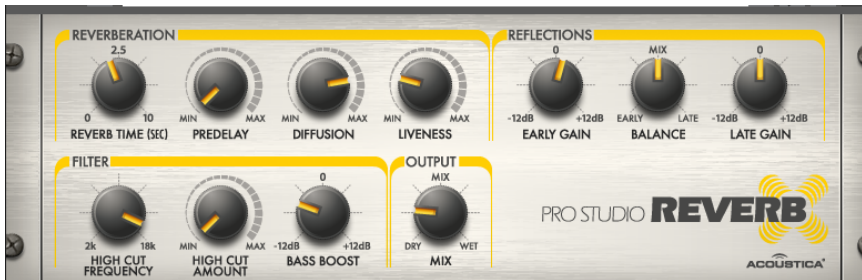 REVERBERATION
2.5
0 10
REVERB TIME (SEC)
MIN MAX
PREDELAY
MIN MAX
DIFFUSION
MIN MAX
LIVENESS
REFLECTIONS
0
-12dB +12dB
EARLY GAIN
MIX
EARLY LATE
BALANCE
0
-12dB +12dB
LATE GAIN
FILTER
2k 18k
HIGH CUT
FREQUENCY
MIN MAX
HIGH CUT
AMOUNT
0
-12dB +12dB
BASS BOOST
OUTPUT
MIX
DRY WET
MIX
PRO STUDIO REVERB
ACOUSTICA